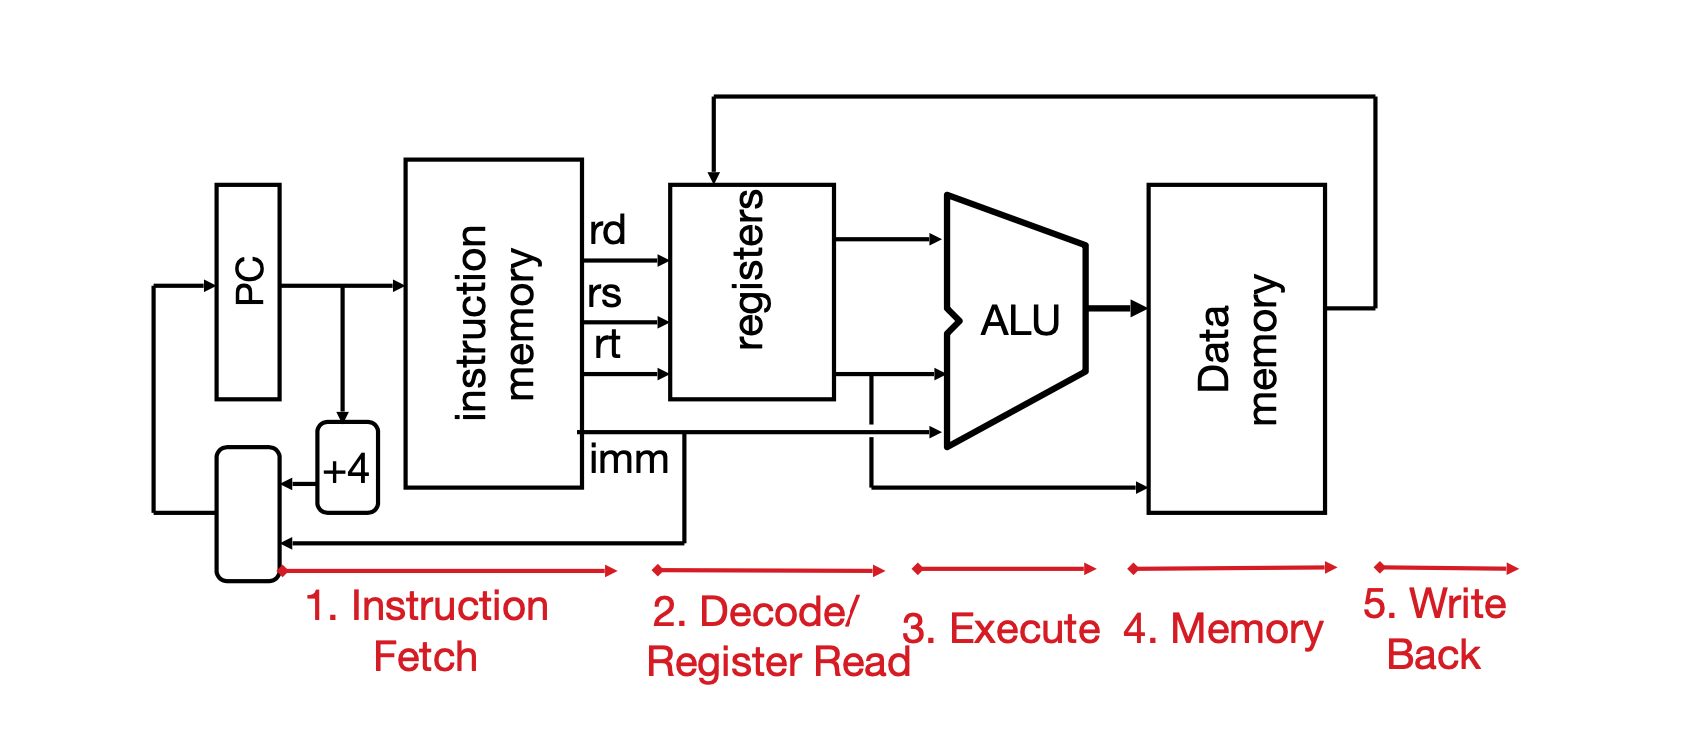 PC
+4
instruction
memory
rd
rs
rt
imm
registers
ALU
Data
memory
1. Instruction
Fetch
2. Decode/
Register Read
3. Execute
4. Memory
5. Write
Back